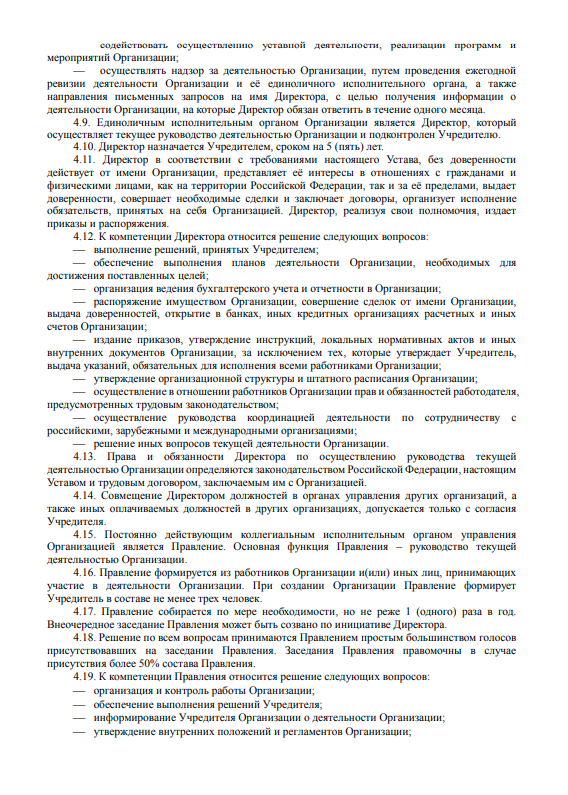 содействовать осуществлению уставной деятельности, реализации программ и
мероприятий Организации;
— осуществлять надзор за деятельностью Организации, путем проведения ежегодной
ревизии деятельности Организации и её единоличного исполнительного органа, а также
направления письменных запросов на имя Директора, с целью получения информации о
деятельности Организации, на которые Директор обязан ответить в течение одного месяца.
4.9. Единоличным исполнительным органом Организации является Директор, который
осуществляет текущее руководство деятельностью Организации и подконтролен Учредителю.
4.10. Директор назначается Учредителем, сроком на 5 (пять) лет.
4.11. Директор в соответствии с требованиями настоящего Устава, без доверенности
действует от имени Организации, представляет её интересы в отношениях с гражданами и
физическими лицами, как на территории Российской Федерации, так и за её пределами, выдает
доверенности, совершает необходимые сделки и заключает договоры, организует исполнение
обязательств, принятых на себя Организацией. Директор, реализуя свои полномочия, издает
приказы и распоряжения.
4.12. К компетенции Директора относится решение следующих вопросов:
— выполнение решений, принятых Учредителем;
— обеспечение выполнения планов деятельности Организации, необходимых для
достижения поставленных целей;
— организация ведения бухгалтерского учета и отчетности в Организации;
— распоряжение имуществом Организации, совершение сделок от имени Организации,
выдача доверенностей, открытие в банках, иных кредитных организациях расчетных и иных
счетов Организации;
— издание приказов, утверждение инструкций, локальных нормативных актов и иных
внутренних документов Организации, за исключением тех, которые утверждает Учредитель,
выдача указаний, обязательных для исполнения всеми работниками Организации;
— утверждение организационной структуры и штатного расписания Организации;
— осуществление в отношении работников Организации прав и обязанностей работодателя,
предусмотренных трудовым законодательством;
— осуществление руководства координацией деятельности по сотрудничеству с
российскими, зарубежными и международными организациями;
— решение иных вопросов текущей деятельности Организации.
4.13. Права и обязанности Директора по осуществлению руководства текущей
деятельностью Организации определяются законодательством Российской Федерации, настоящим
Уставом и трудовым договором, заключаемым им с Организацией.
4.14. Совмещение Директором должностей в органах управления других организаций, а
также иных оплачиваемых должностей в других организациях, допускается только с согласия
Учредителя.
4.15. Постоянно действующим коллегиальным исполнительным органом управления
Организацией является Правление. Основная функция Правления – руководство текущей
деятельностью Организации.
4.16. Правление формируется из работников Организации и(или) иных лиц, принимающих
участие в деятельности Организации. При создании Организации Правление формирует
Учредитель в составе не менее трех человек.
4.17. Правление собирается по мере необходимости, но не реже 1 (одного) раза в год.
Внеочередное заседание Правления может быть созвано по инициативе Директора.
4.18. Решение по всем вопросам принимаются Правлением простым большинством голосов
присутствовавших на заседании Правления. Заседания Правления правомочны в случае
присутствия более 50% состава Правления.
4.19. К компетенции Правления относится решение следующих вопросов:
— организация и контроль работы Организации;
— обеспечение выполнения решений Учредителя;
— информирование Учредителя Организации о деятельности Организации;
— утверждение внутренних положений и регламентов Организации;